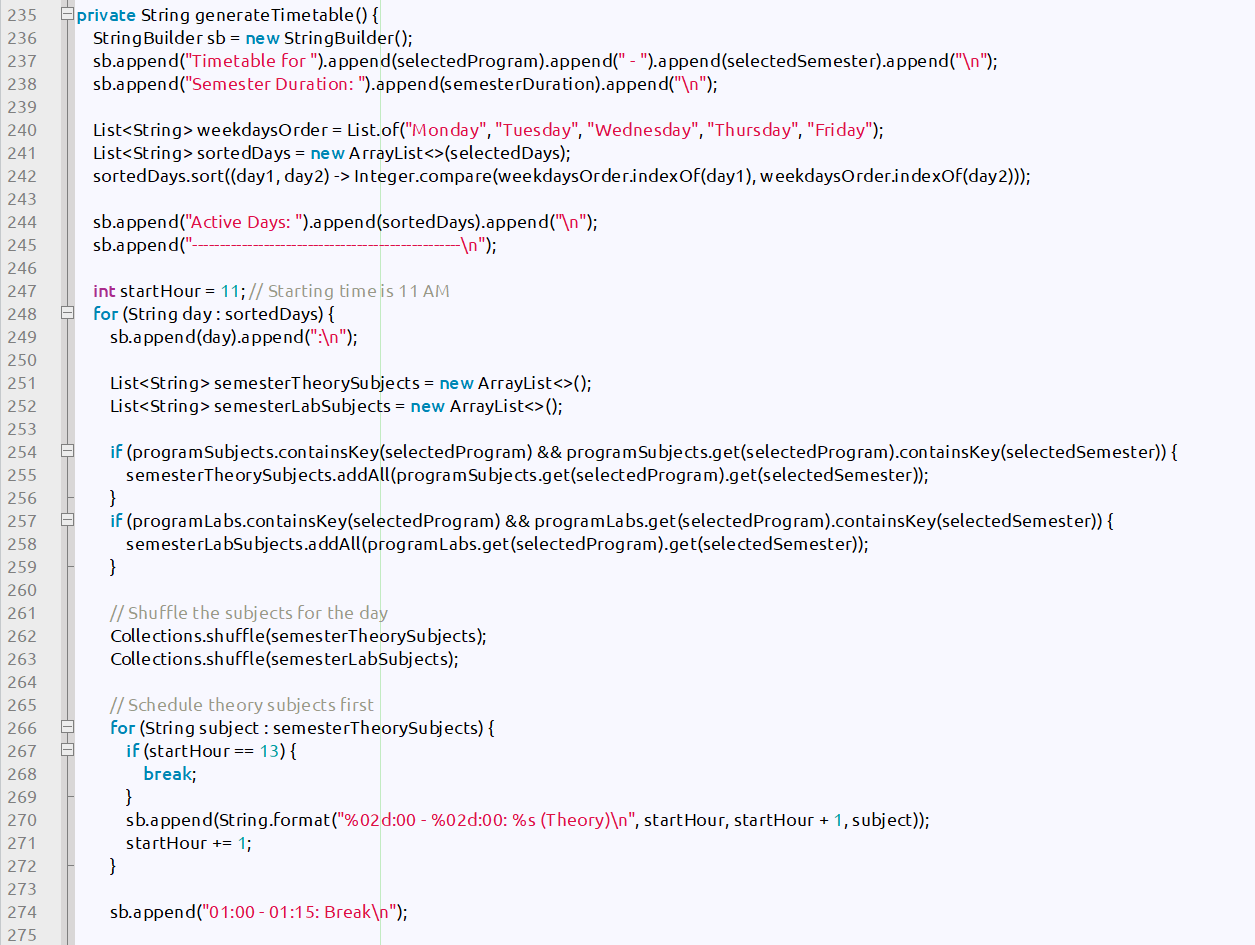 235 private String generateTimetable() {
236 StringBuilder sb = new StringBuilder();
237 sb.append("Timetable for ").append(selectedProgram).append(" - ").append(selectedSemester).append("\n");
238 sb.append("Semester Duration: ").append(semesterDuration).append("\n");
239
240 List<String> weekdaysOrder = List.of("Monday", "Tuesday", "Wednesday", "Thursday", "Friday");
241 List<String> sortedDays = new ArrayList<>(selectedDays);
242 sortedDays.sort((day1, day2) -> Integer.compare(weekdaysOrder.indexOf(day1), weekdaysOrder.indexOf(day2)));
243
244 sb.append("Active Days: ").append(sortedDays).append("\n");
245 sb.append("------------------------------------------------\n");
246
247 int startHour = 11; // Starting time is 11 AM
248 for (String day : sortedDays) {
249 sb.append(day).append(":\n");
250
251 List<String> semesterTheorySubjects = new ArrayList<>();
252 List<String> semesterLabSubjects = new ArrayList<>();
253
254 if (programSubjects.containsKey(selectedProgram) && programSubjects.get(selectedProgram).containsKey(selectedSemester)) {
255 semesterTheorySubjects.addAll(programSubjects.get(selectedProgram).get(selectedSemester));
256 }
257 if (programLabs.containsKey(selectedProgram) && programLabs.get(selectedProgram).containsKey(selectedSemester)) {
258 semesterLabSubjects.addAll(programLabs.get(selectedProgram).get(selectedSemester));
259 }
260
261 // Shuffle the subjects for the day
262 Collections.shuffle(semesterTheorySubjects);
263 Collections.shuffle(semesterLabSubjects);
264
265 // Schedule theory subjects first
266 for (String subject : semesterTheorySubjects) {
267 if (startHour == 13) {
268 break;
269 }
270 sb.append(String.format("%02d:00 - %02d:00: %s (Theory)\n", startHour, startHour + 1, subject));
271 startHour += 1;
272 }
273
274 sb.append("01:00 - 01:15: Break\n");
275